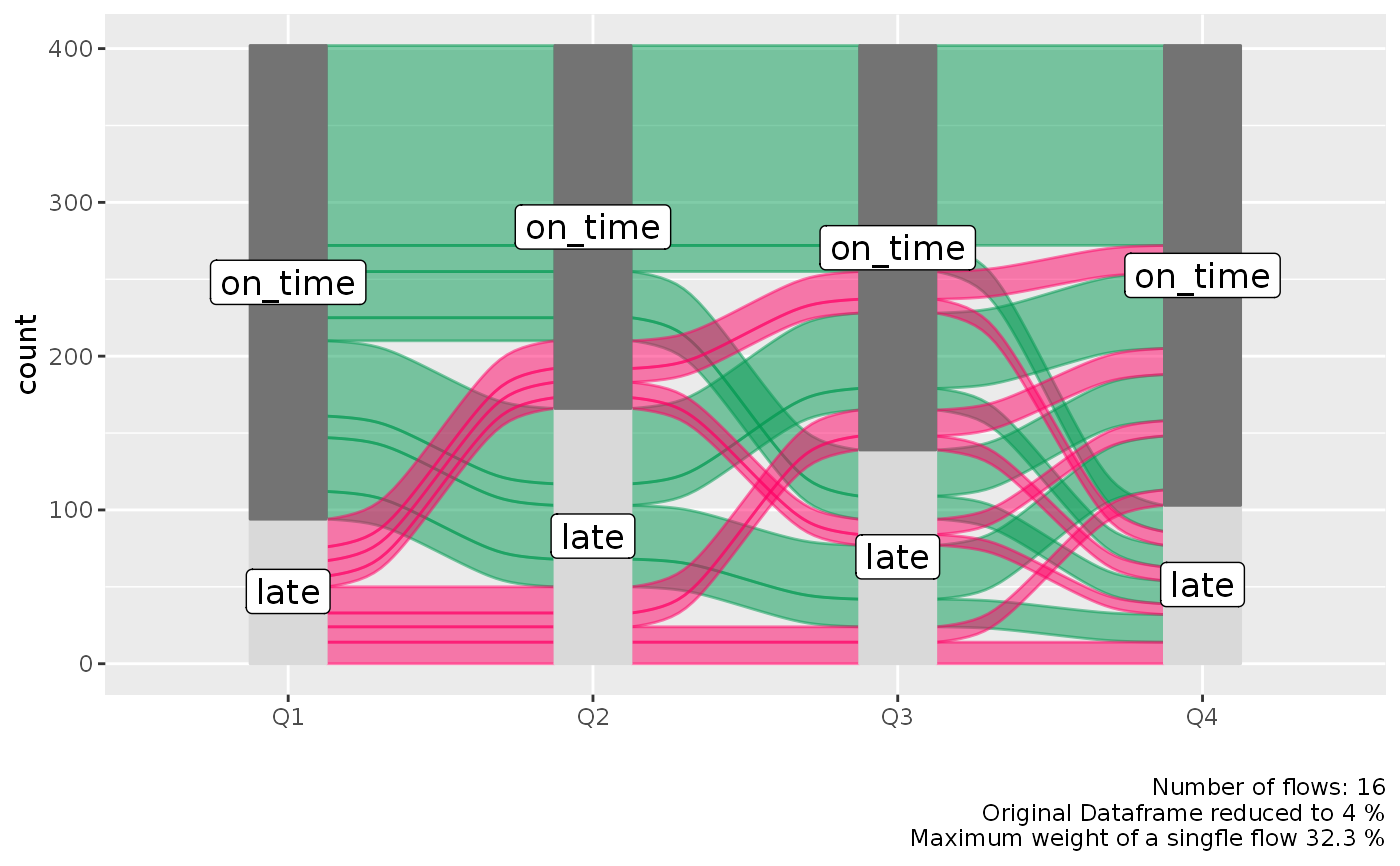 400
300
200
100
0
count
on_time
on_time
on_time
on_time
late
late
late
late
Q1
Q2
Q3
Q4
Number of flows: 16
Original Dataframe reduced to 4 %
Maximum weight of a singfle flow 32.3 %